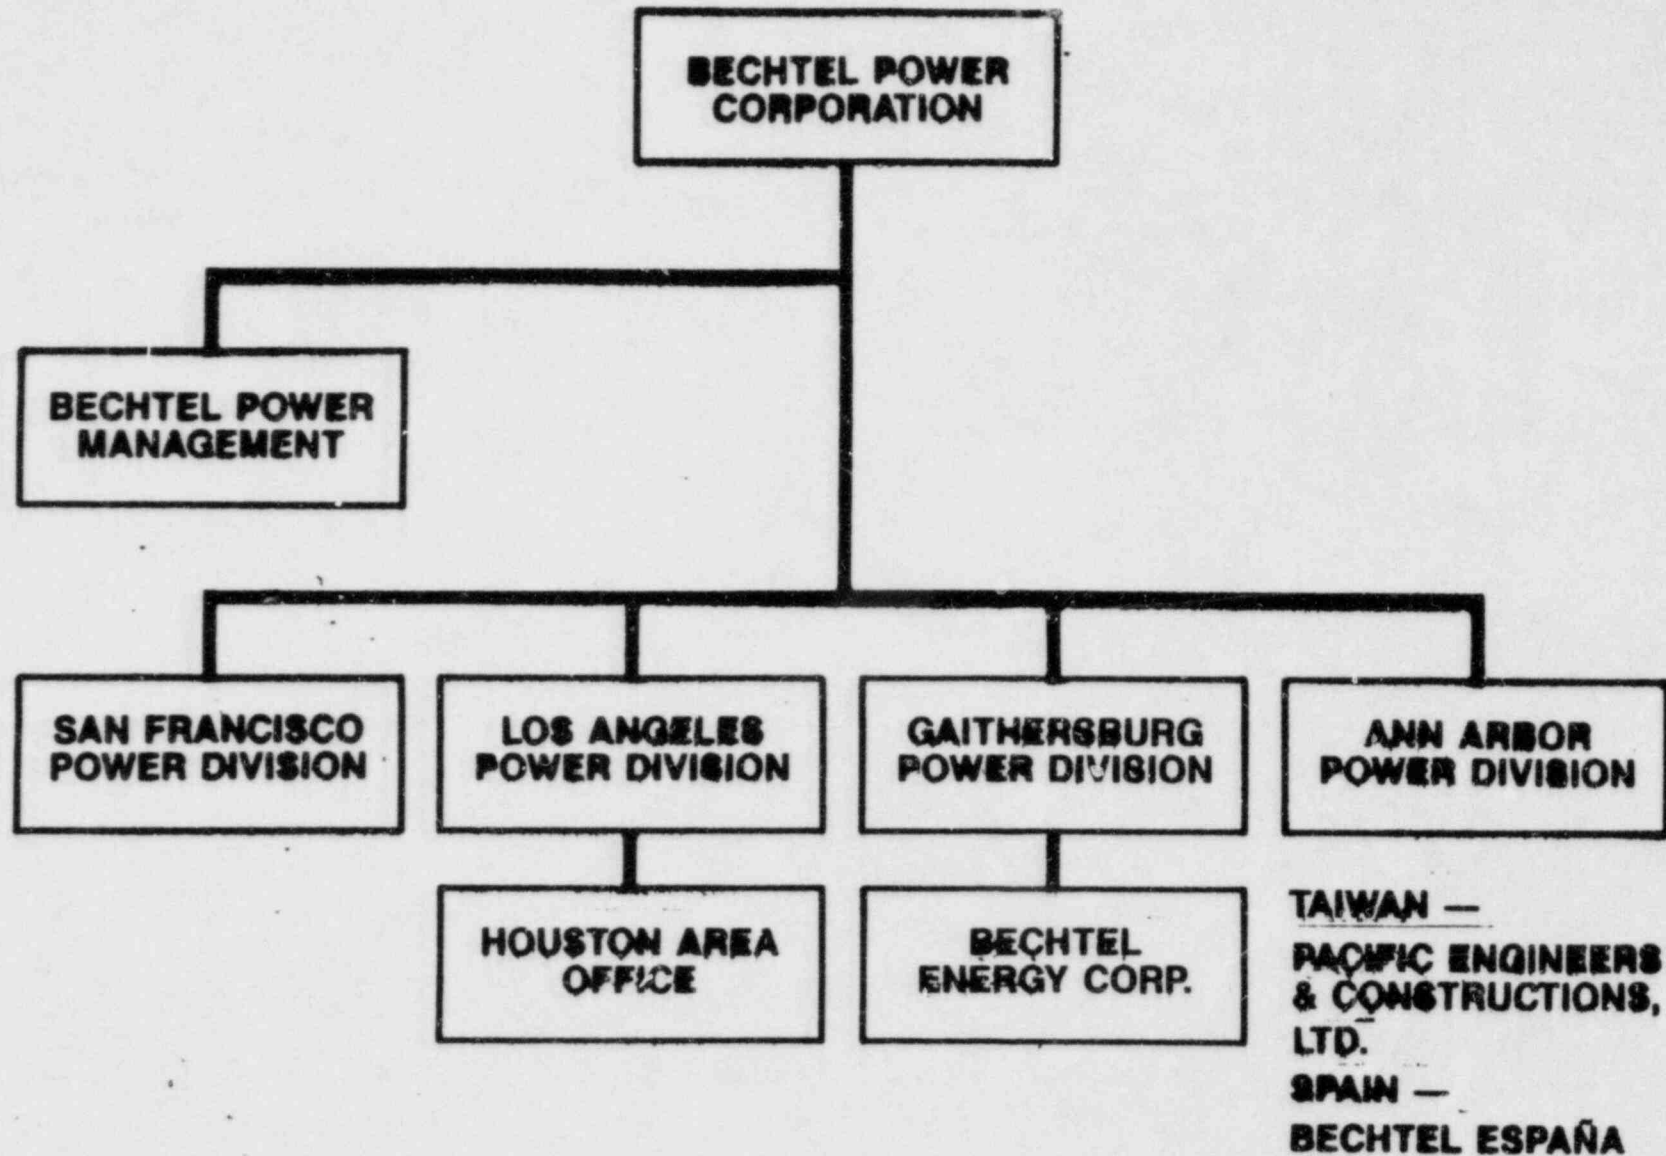 BECHTEL POWER
CORPORATION
BECHTEL POWER
MANAGEMENT
SAN FRANCISCO
POWER DIVISION
LOS ANGELES
POWER DIVISION
GAITHERSBURG
POWER DIVISION
ANN ARBOR
POWER DIVISION
HOUSTON AREA
OFFICE
BECHTEL
ENERGY CORP.
TAIWAN —
PACIFIC ENGINEERS
& CONSTRUCTIONS,
LTD.
SPAIN —
BECHTEL ESPAÑA